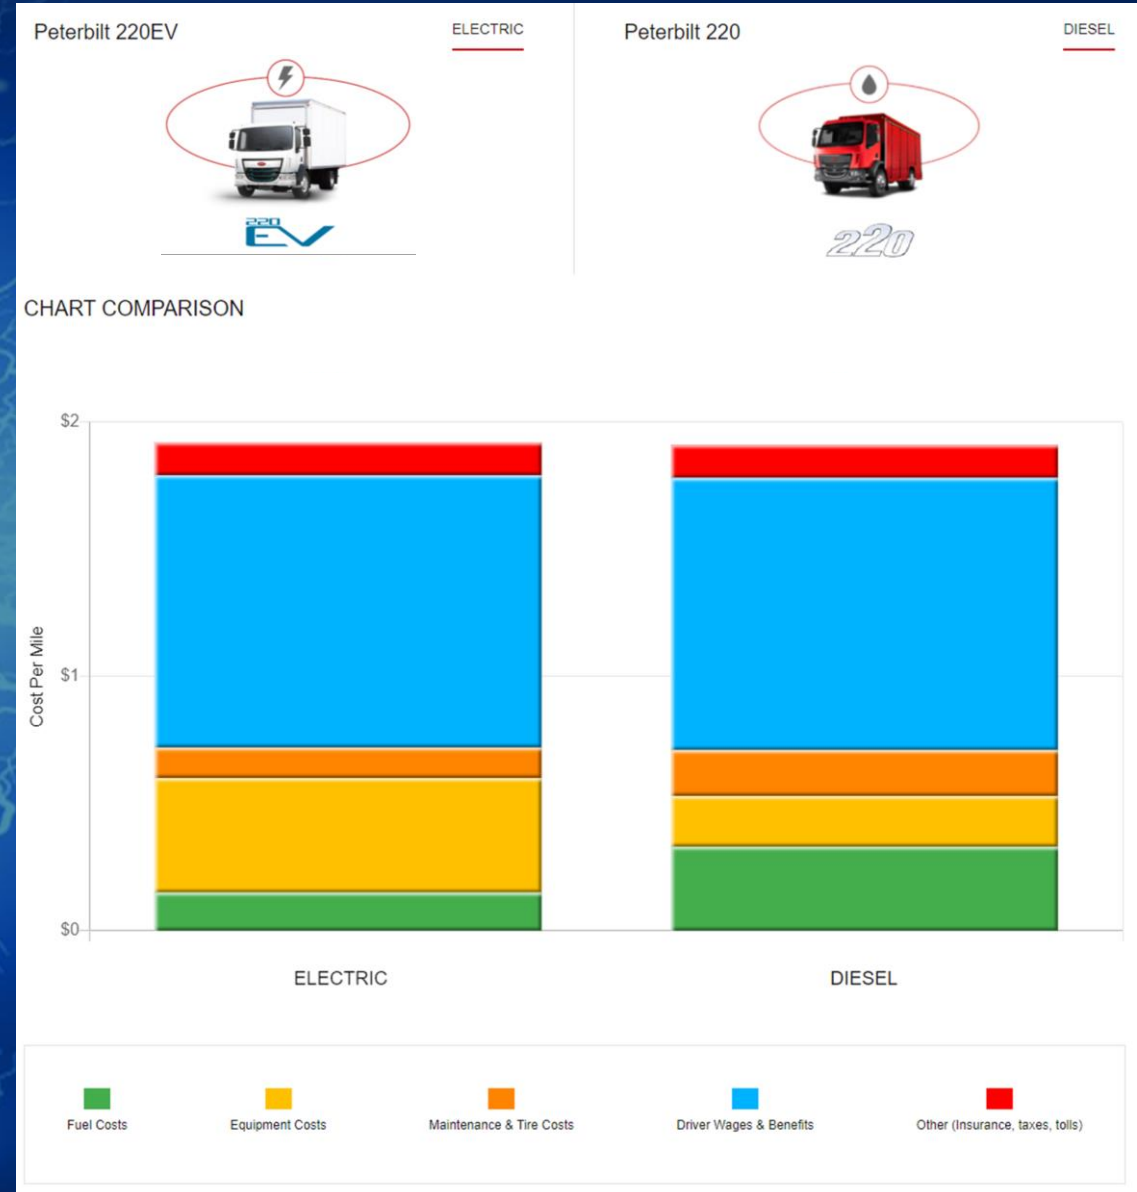 Peterbilt 220EV
ELECTRIC
220
EV
Peterbilt 220
DIESEL
220
CHART COMPARISON
$2
$1
$0
Cost Per Mile
ELECTRIC
DIESEL
Fuel Costs
Equipment Costs
Maintenance & Tire Costs
Driver Wages & Benefits
Other (Insurance, taxes, tolls)